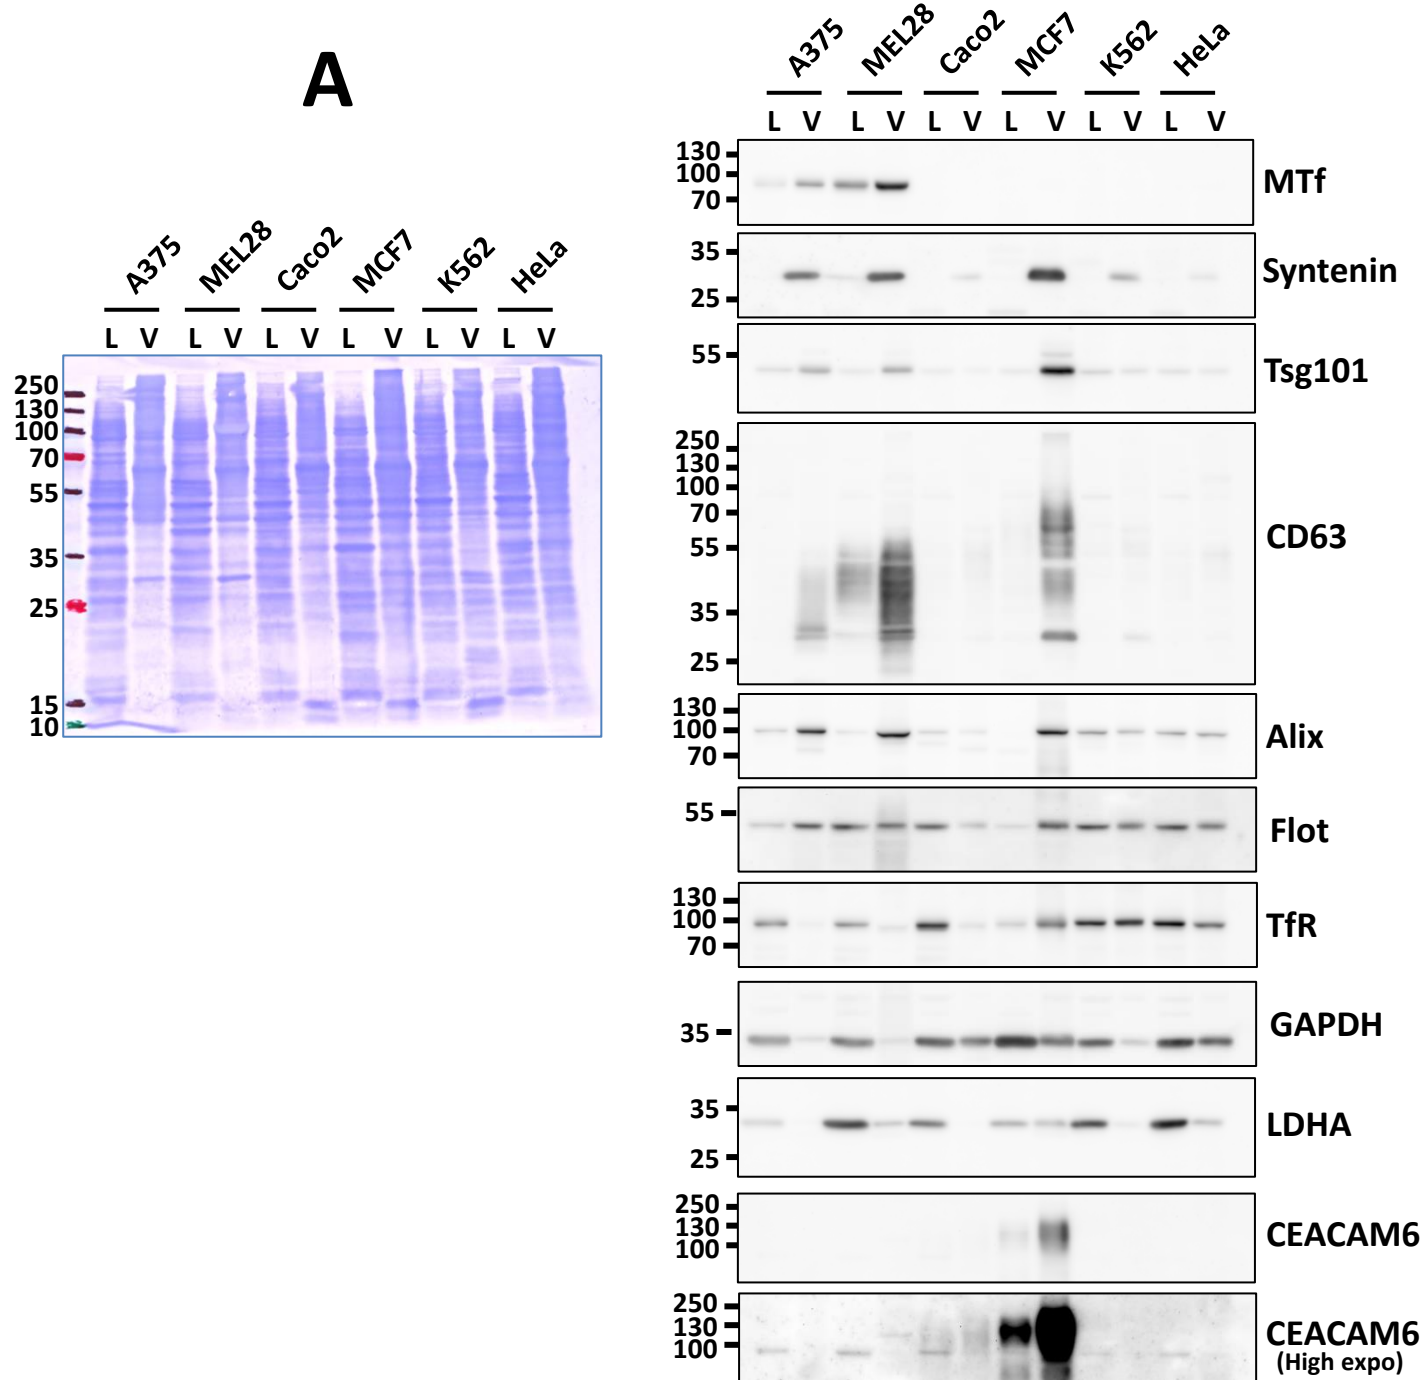 A
A375 MEL28 Caco2 MCF7 K562 HeLa
L V L V L V L V L V L V
250
130
100
70
55
35
25
15
10
A375 MEL28 Caco2 MCF7 K562 HeLa
L V L V L V L V L V L V
130
100
70
MTf
35
25
Syntenin
55
Tsg101
250
130
100
70
55
35
25
CD63
130
100
70
Alix
55
Flot
130
100
70
TfR
35
GAPDH
35
25
LDHA
250
130
100
CEACAM6
250
130
100
CEACAM6
(High expo)